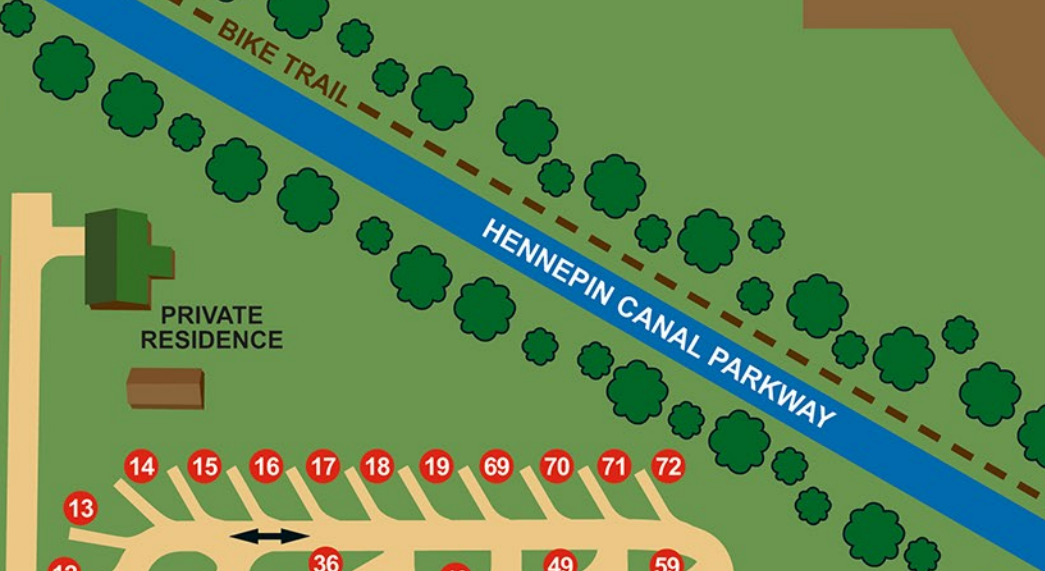 BIKE TRAIL
HENNEPIN CANAL PARKWAY
PRIVATE
RESIDENCE
14 15 16 17 18 19 69 70 71 72
13
36 49 59